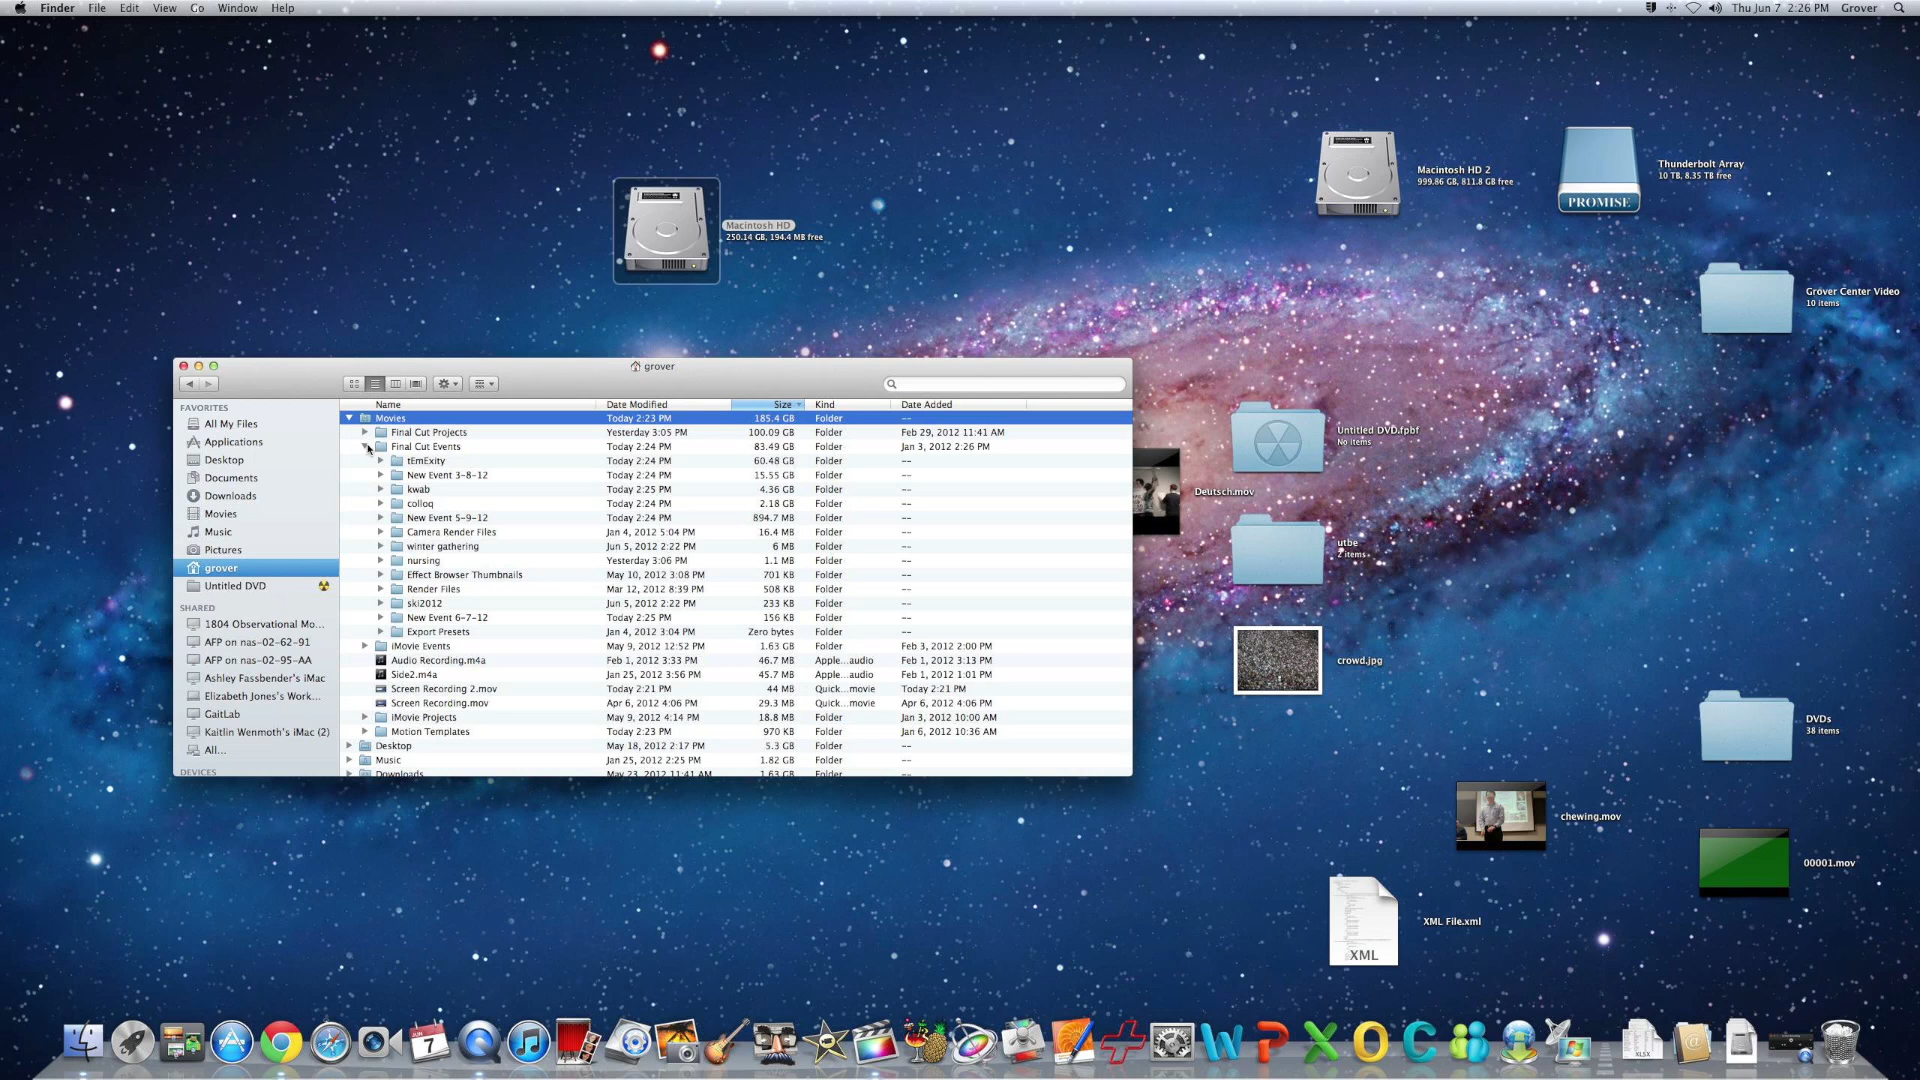 Finder File Edit View Go Window Help
Thu Jun 7 2:26 PM Grover
Macintosh HD
250.14 GB, 194.4 MB free
Macintosh HD 2
999.86 GB, 811.8 GB free
PROMISE
Thunderbolt Array
10 TB, 8.35 TB free
Grover Center Video
10 items
Untitled DVD.fpbf
No items
Deutsch.mov
utbe
2 items
crowd.jpg
DVDs
38 items
chewing.mov
00001.mov
XML
XML File.xml
grover
FAVORITES
All My Files
Applications
Desktop
Documents
Downloads
Movies
Music
Pictures
grover
Untitled DVD
SHARED
1804 Observational Mo...
AFP on nas-02-62-91
AFP on nas-02-95-AA
Ashley Fassbender's iMac
Elizabeth Jones's Work...
GaitLab
Kaitlin Wenmoth's iMac (2)
All...
DEVICES
Name Date Modified Size Kind Date Added
Movies Today 2:23 PM 185.4 GB Folder --
Final Cut Projects Yesterday 3:05 PM 100.09 GB Folder Feb 29, 2012 11:41 AM
Final Cut Events Today 2:24 PM 83.49 GB Folder Jan 3, 2012 2:26 PM
tEmExity Today 2:24 PM 60.48 GB Folder --
New Event 3-8-12 Today 2:24 PM 15.55 GB Folder --
kwab Today 2:25 PM 4.36 GB Folder --
colloq Today 2:24 PM 2.18 GB Folder --
New Event 5-9-12 Today 2:24 PM 894.7 MB Folder --
Camera Render Files Jan 4, 2012 5:04 PM 16.4 MB Folder --
winter gathering Jun 5, 2012 2:22 PM 6 MB Folder --
nursing Yesterday 3:06 PM 1.1 MB Folder --
Effect Browser Thumbnails May 10, 2012 3:08 PM 701 KB Folder --
Render Files Mar 12, 2012 8:39 PM 508 KB Folder --
ski2012 Jun 5, 2012 2:22 PM 233 KB Folder --
New Event 6-7-12 Today 2:25 PM 156 KB Folder --
Export Presets Jan 4, 2012 3:04 PM Zero bytes Folder --
iMovie Events May 9, 2012 12:52 PM 1.63 GB Folder Feb 3, 2012 2:00 PM
Audio Recording.m4a Feb 1, 2012 3:33 PM 46.7 MB Apple...audio Feb 1, 2012 3:13 PM
Side2.m4a Jan 25, 2012 3:56 PM 45.7 MB Apple...audio Feb 1, 2012 1:01 PM
Screen Recording 2.mov Today 2:21 PM 44 MB Quick...movie Today 2:21 PM
Screen Recording.mov Apr 6, 2012 4:06 PM 29.3 MB Quick...movie Apr 6, 2012 4:06 PM
iMovie Projects May 9, 2012 4:14 PM 18.8 MB Folder Jan 3, 2012 10:00 AM
Motion Templates Today 2:23 PM 970 KB Folder Jan 6, 2012 10:36 AM
Desktop May 18, 2012 2:17 PM 5.3 GB Folder --
Music Jan 25, 2012 2:25 PM 1.82 GB Folder --
Downloads May 23, 2012 11:41 AM 1.63 GB Folder --
JUN
7
W P X O C
XLSX